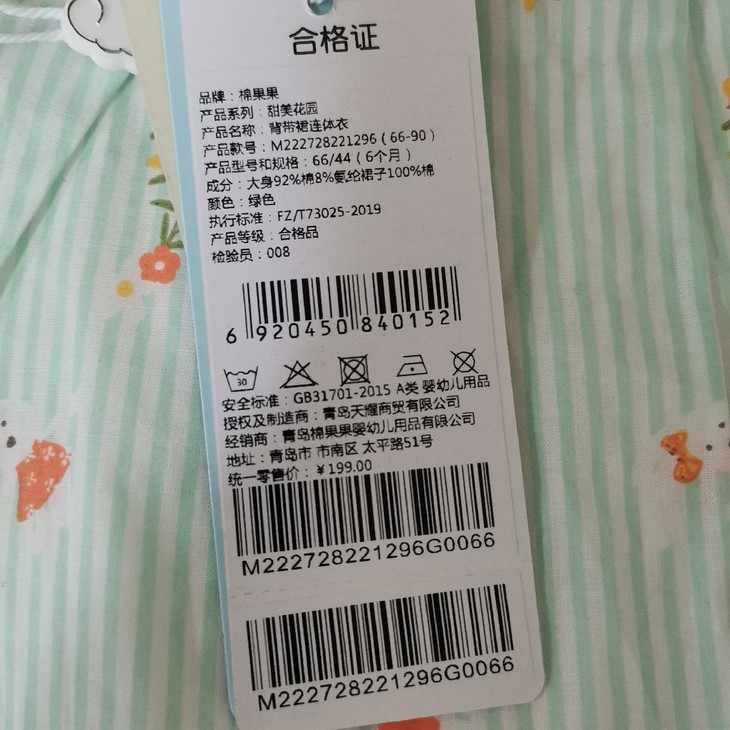 合格证
品牌：棉果果
产品系列：甜美花园
产品名称：背带裙连体衣
产品款号：M222728221296（66-90）
产品型号和规格：66/44（6个月）
成分：大身92%棉8%氨纶裙子100%棉
颜色：绿色
执行标准：FZ/T73025-2019
产品等级：合格品
检验员：008
6 920450 840152
30
安全标准：GB31701-2015 A类 婴幼儿用品
授权及制造商：青岛天耀商贸有限公司
经销商：青岛棉果果婴幼儿用品有限公司
地址：青岛市 市南区 太平路51号
统一零售价：￥199.00
M222728221296G0066
M222728221296G0066